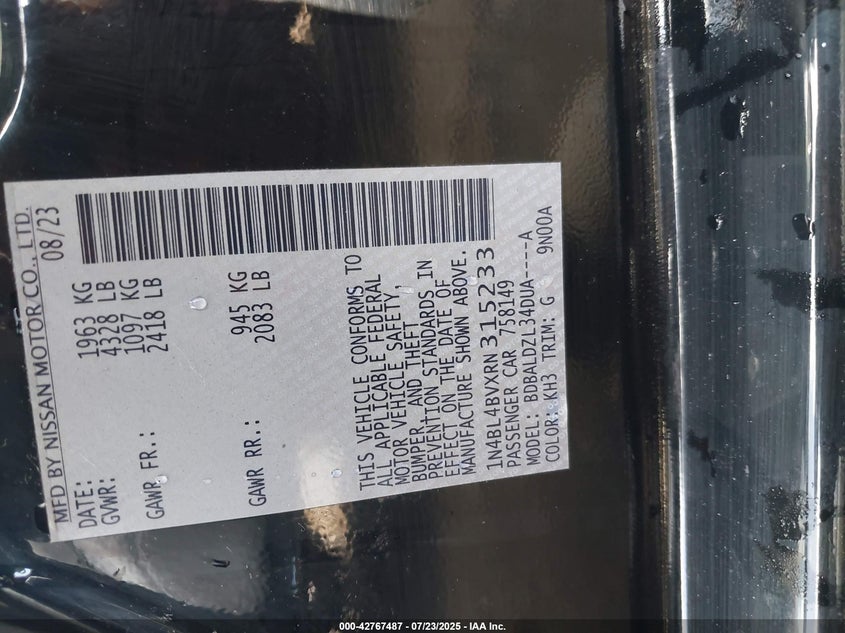 MFD BY NISSAN MOTOR CO., LTD.
DATE: 08/23
GVWR: 1963 KG
4328 LB
GAWR FR.: 1097 KG
2418 LB
GAWR RR.: 945 KG
2083 LB
THIS VEHICLE CONFORMS TO
ALL APPLICABLE FEDERAL
MOTOR VEHICLE SAFETY,
BUMPER, AND THEFT
PREVENTION STANDARDS IN
EFFECT ON THE DATE OF
MANUFACTURE SHOWN ABOVE.
1N4BL4BVXRN315233
PASSENGER CAR 758149
MODEL: BDBALDZL34DUA----A
COLOR: KH3 TRIM: G 9N00A
000-42767487 - 07/23/2025 - IAA Inc.